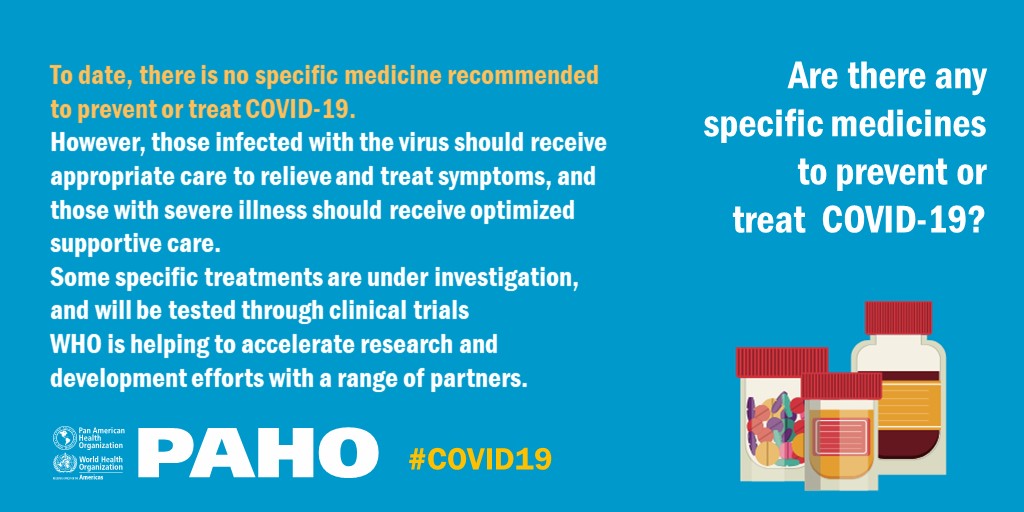 To date, there is no specific medicine recommended
to prevent or treat COVID-19.
However, those infected with the virus should receive
appropriate care to relieve and treat symptoms, and
those with severe illness should receive optimized
supportive care.
Some specific treatments are under investigation,
and will be tested through clinical trials
WHO is helping to accelerate research and
development efforts with a range of partners.
Are there any
specific medicines
to prevent or
treat COVID-19?
Pan American
Health
Organization
World Health
Organization
Americas
PAHO
#COVID19